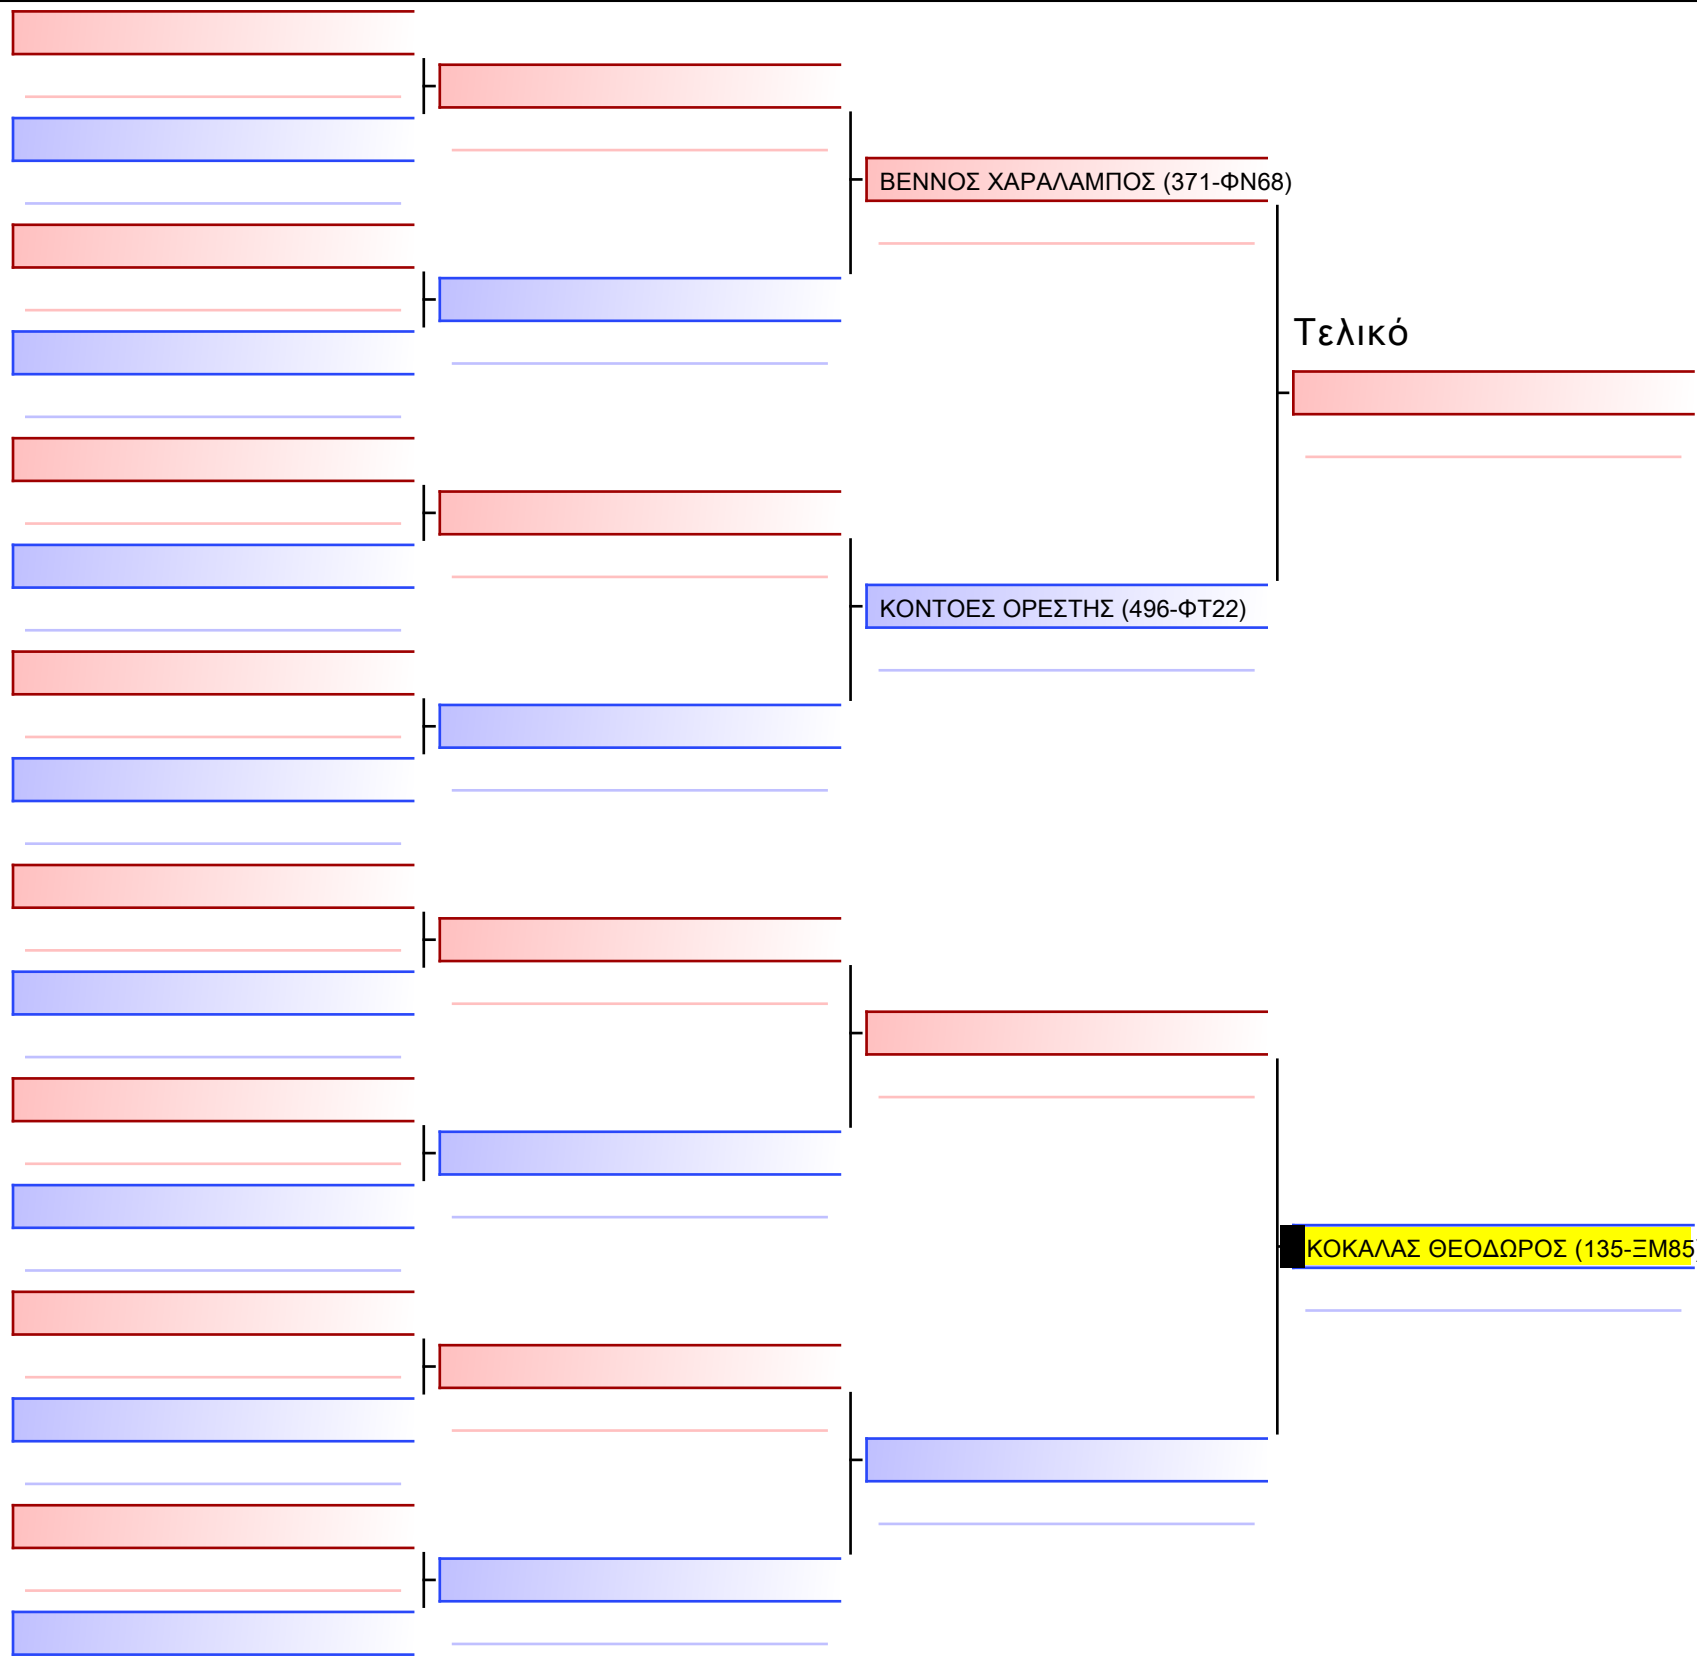 ΒΕΝΝΟΣ ΧΑΡΑΛΑΜΠΟΣ (371-ΦΝ68)
Τελικό
ΚΟΝΤΟΕΣ ΟΡΕΣΤΗΣ (496-ΦΤ22)
ΚΟΚΑΛΑΣ ΘΕΟΔΩΡΟΣ (135-ΞΜ85)